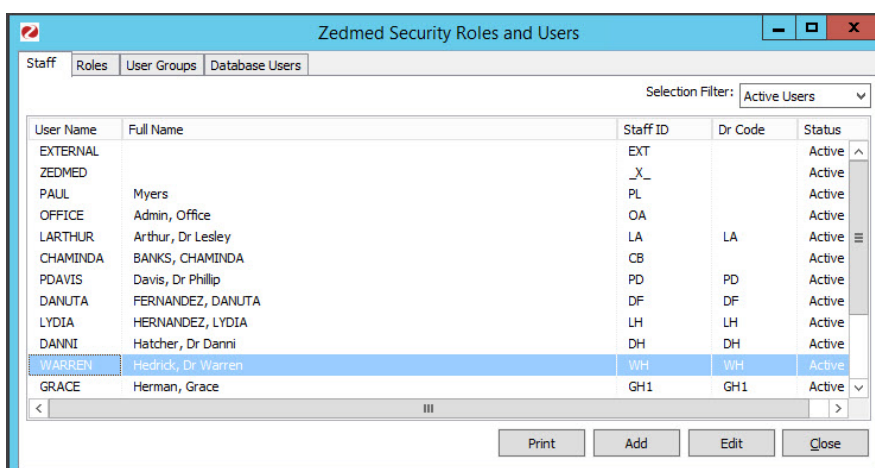 Zedmed Security Roles and Users
Staff Roles User Groups Database Users
Selection Filter: Active Users
User Name Full Name Staff ID Dr Code Status
EXTERNAL EXT Active
ZEDMED _X_ Active
PAUL Myers PL Active
OFFICE Admin, Office OA Active
LARTHUR Arthur, Dr Lesley LA LA Active
CHAMINDA BANKS, CHAMINDA CB Active
PDAVIS Davis, Dr Phillip PD PD Active
DANUTA FERNANDEZ, DANUTA DF DF Active
LYDIA HERNANDEZ, LYDIA LH LH Active
DANNI Hatcher, Dr Danni DH DH Active
WARREN Hedrick, Dr Warren WH WH Active
GRACE Herman, Grace GH1 GH1 Active
Print Add Edit Close